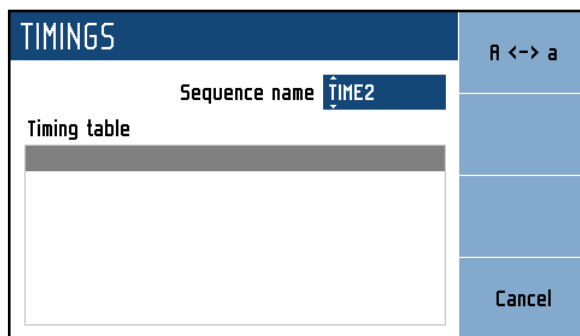 TIMINGS
A <-> a
Sequence name TIME2
Timing table
Cancel